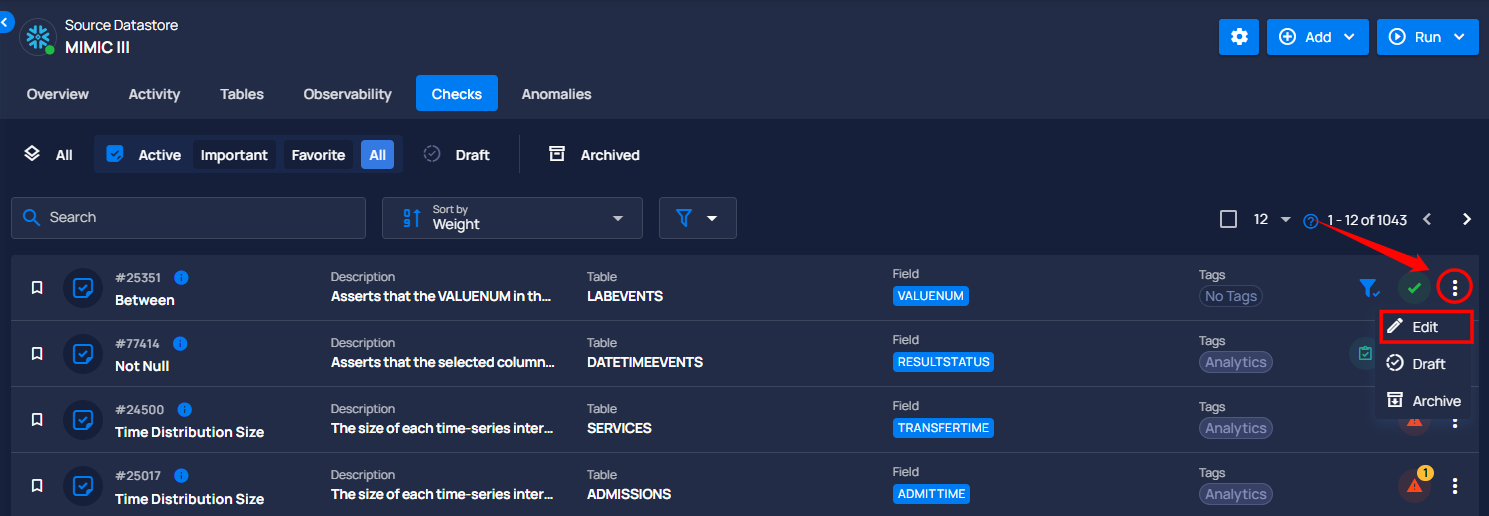 Source Datastore
MIMIC III
Add
Run
Overview Activity Tables Observability Checks Anomalies
All Active Important Favorite All Draft Archived
Search
Sort by
Weight
12
1 - 12 of 1043
#25351 Description Table Field Tags
Between Asserts that the VALUENUM in th... LABEVENTS VALUENUM No Tags
Edit
#77414 Description Table Field Tags
Not Null Asserts that the selected column... DATETIMEEVENTS RESULTSTATUS Analytics
Draft
#24500 Description Table Field Tags
Archive
Time Distribution Size The size of each time-series inter... SERVICES TRANSFERTIME Analytics
#25017 Description Table Field Tags 1
Time Distribution Size The size of each time-series inter... ADMISSIONS ADMITTIME Analytics